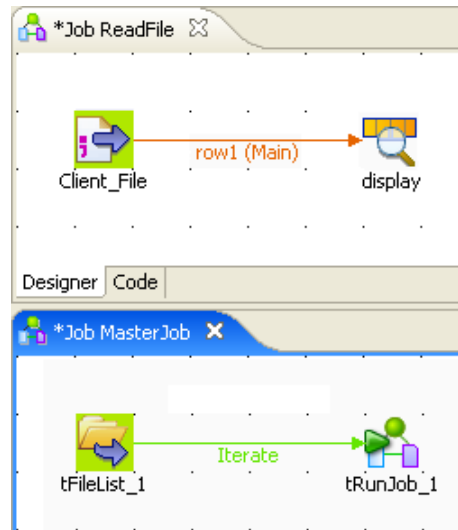 *Job ReadFile
row1 (Main)
Client_File
display
Designer Code
*Job MasterJob
Iterate
tFileList_1
tRunJob_1